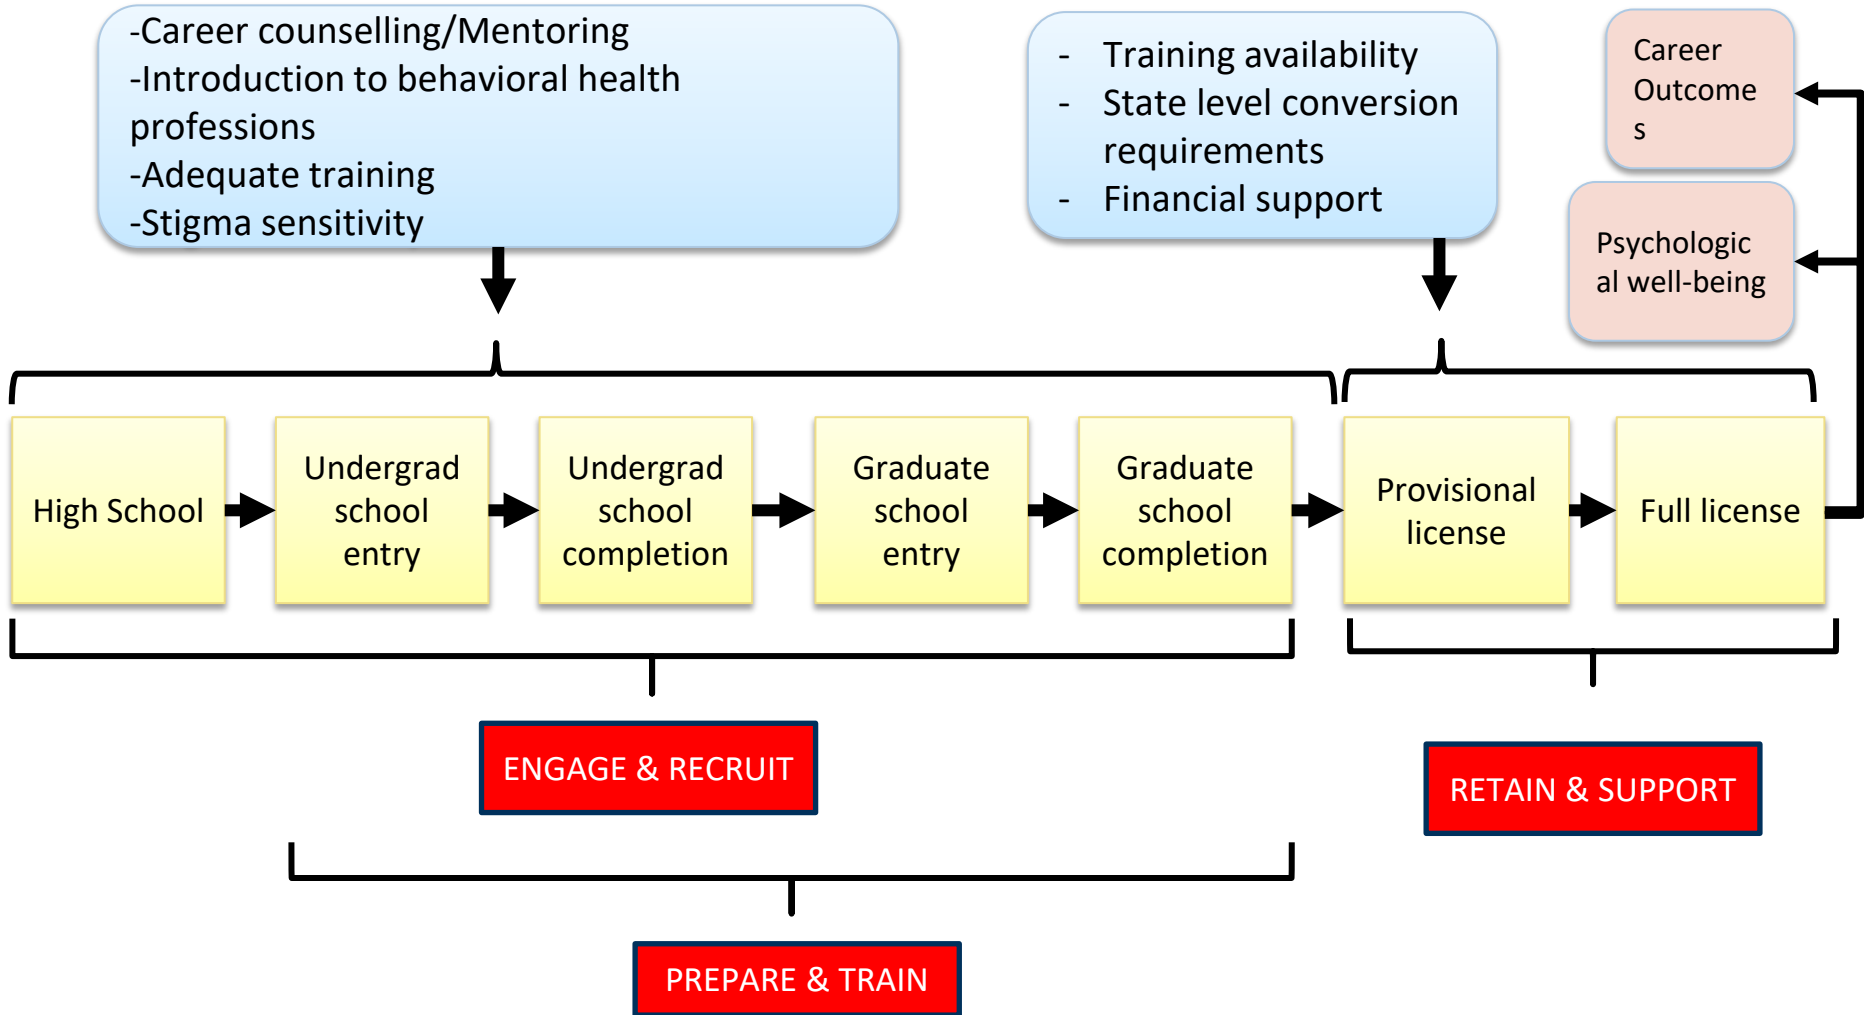 -Career counselling/Mentoring
-Introduction to behavioral health
professions
-Adequate training
-Stigma sensitivity
- Training availability
- State level conversion
requirements
- Financial support
Career
Outcome
s
Psychologic
al well-being
High School
Undergrad
school
entry
Undergrad
school
completion
Graduate
school
entry
Graduate
school
completion
Provisional
license
Full license
ENGAGE & RECRUIT
RETAIN & SUPPORT
PREPARE & TRAIN